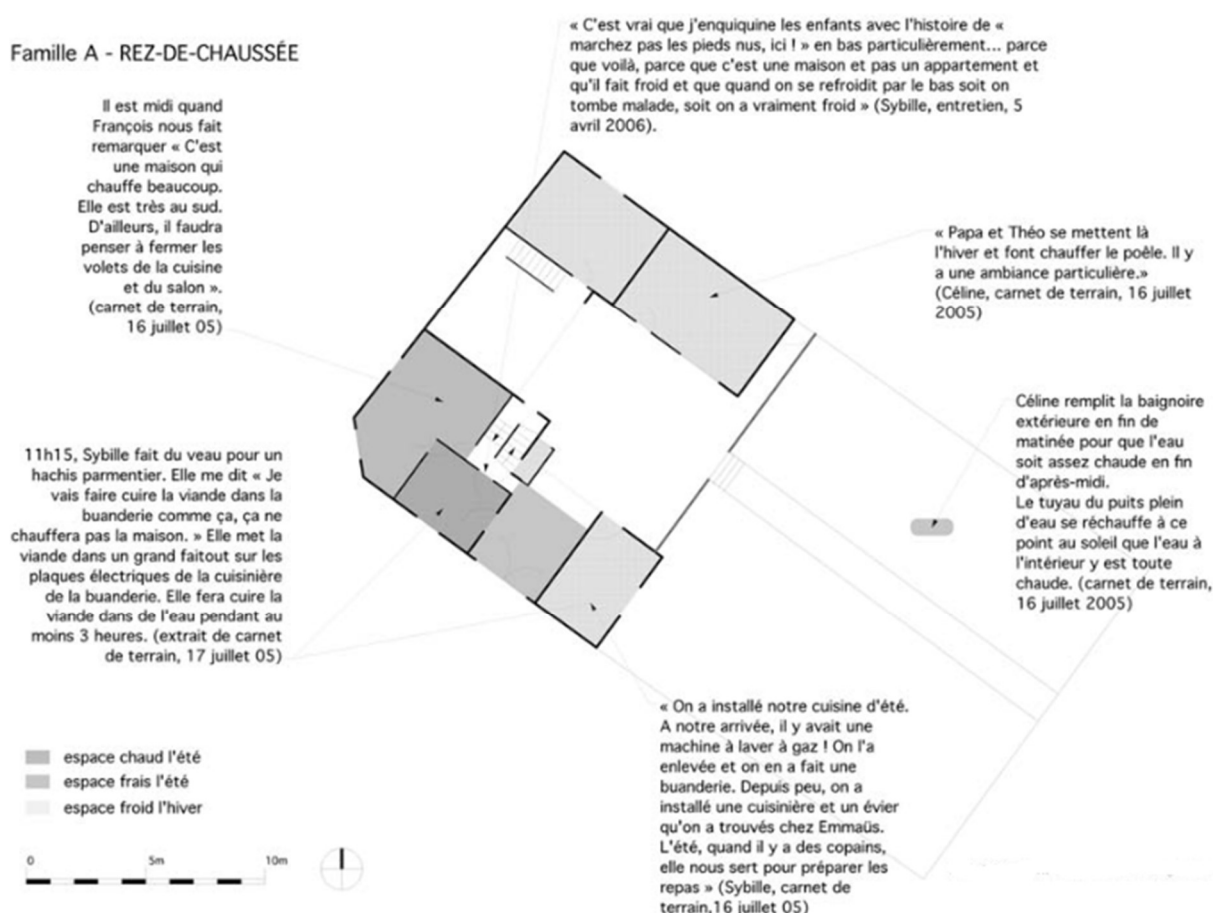 Famille A - REZ-DE-CHAUSSÉE
« C'est vrai que j'enquiquine les enfants avec l'histoire de «
marchez pas les pieds nus, ici ! » en bas particulièrement... parce
que voilà, parce que c'est une maison et pas un appartement et
qu'il fait froid et que quand on se refroidit par le bas soit on
tombe malade, soit on a vraiment froid » (Sybille, entretien, 5
avril 2006).
Il est midi quand
François nous fait
remarquer « C'est
une maison qui
chauffe beaucoup.
Elle est très au sud.
D'ailleurs, il faudra
penser à fermer les
volets de la cuisine
et du salon ».
(carnet de terrain,
16 juillet 05)
« Papa et Théo se mettent là
l'hiver et font chauffer le poêle. Il y
a une ambiance particulière.»
(Céline, carnet de terrain, 16 juillet
2005)
Céline remplit la baignoire
extérieure en fin de
matinée pour que l'eau
soit assez chaude en fin
d'après-midi.
Le tuyau du puits plein
d'eau se réchauffe à ce
point au soleil que l'eau à
l'intérieur y est toute
chaude. (carnet de terrain,
16 juillet 2005)
11h15, Sybille fait du veau pour un
hachis parmentier. Elle me dit « Je
vais faire cuire la viande dans la
buanderie comme ça, ça ne
chauffera pas la maison. » Elle met la
viande dans un grand faitout sur les
plaques électriques de la cuisinière
de la buanderie. Elle fera cuire la
viande dans de l'eau pendant au
moins 3 heures. (extrait de carnet
de terrain, 17 juillet 05)
« On a installé notre cuisine d'été.
A notre arrivée, il y avait une
machine à laver à gaz ! On l'a
enlevée et on en a fait une
buanderie. Depuis peu, on a
installé une cuisinière et un évier
qu'on a trouvés chez Emmaüs.
L'été, quand il y a des copains,
elle nous sert pour préparer les
repas » (Sybille, carnet de
terrain,16 juillet 05)
espace chaud l'été
espace frais l'été
espace froid l'hiver
0 5m 10m